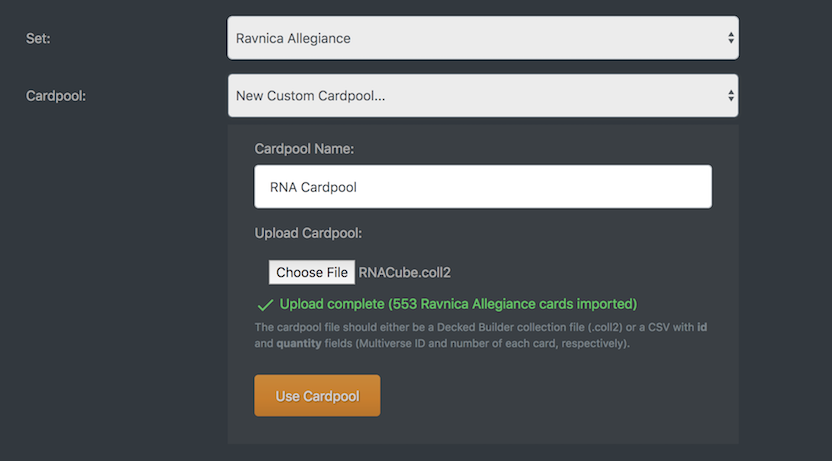 Set:
Ravnica Allegiance
Cardpool:
New Custom Cardpool...
Cardpool Name:
RNA Cardpool
Upload Cardpool:
Choose File RNACube.coll2
Upload complete (553 Ravnica Allegiance cards imported)
The cardpool file should either be a Decked Builder collection file (.coll2) or a CSV with id
and quantity fields (Multiverse ID and number of each card, respectively).
Use Cardpool